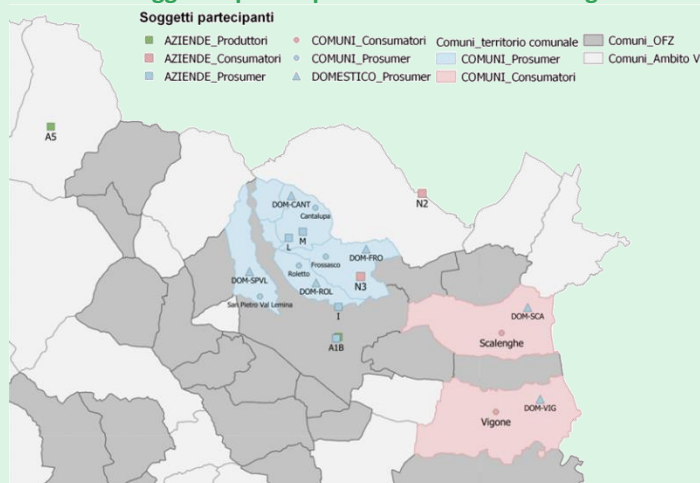 Soggetti partecipanti
AZIENDE_Produttori
COMUNI_Consumatori
Comuni_territorio comunale
Comuni_OFZ
AZIENDE_Consumatori
COMUNI_Prosumer
COMUNI_Prosumer
Comuni_Ambito V
AZIENDE_Prosumer
DOMESTICO_Prosumer
COMUNI_Consumatori
A5
N2
DOM-CANT
Cantalupa
M
L
Frossasco
DOM-FRO
Roletto
DOM-SPVL
DOM-ROL
N3
San Pietro Val Lemina
I
DOM-SCA
A1B
Scalenghe
DOM-VIG
Vigone